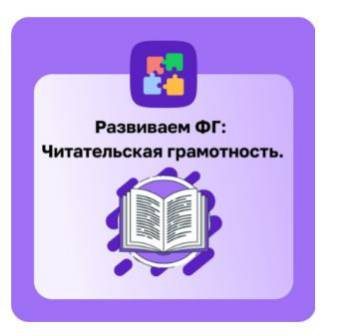 Развиваем ФГ:
Читательская грамотность.